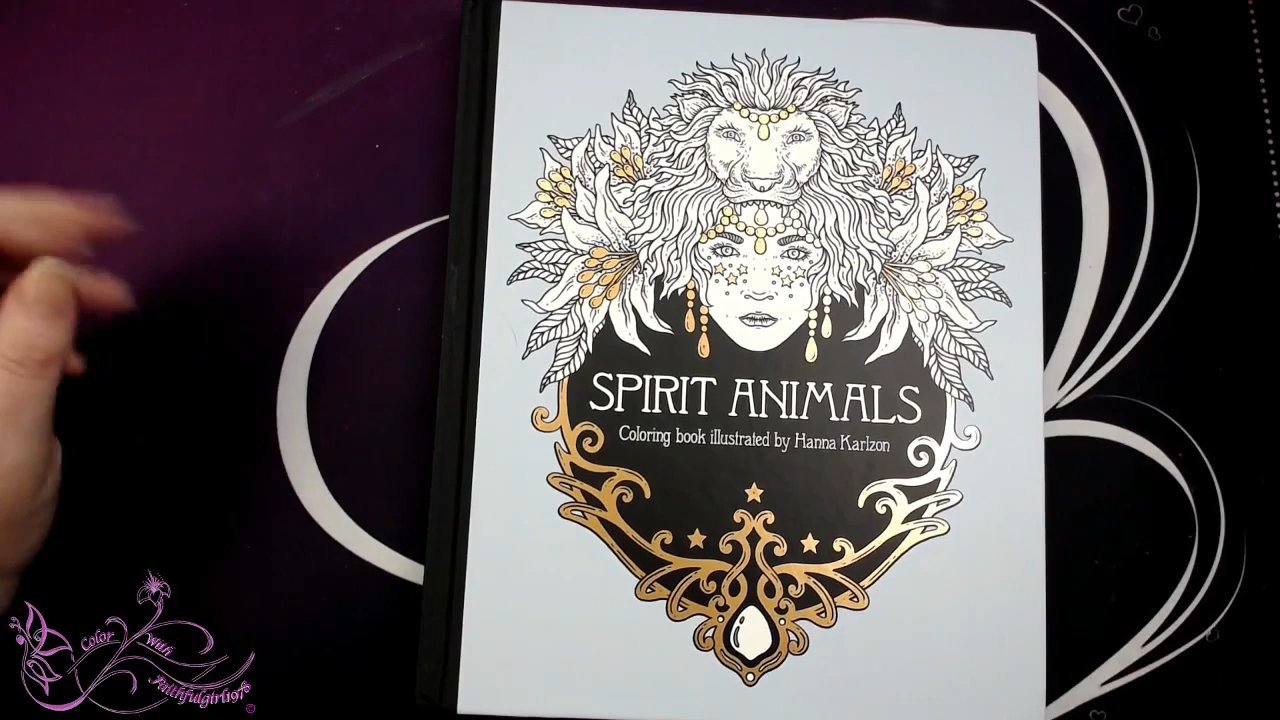 SPIRIT ANIMALS
Coloring book illustrated by Hanna Karlzon
Color With
Faithfulgirl1978
©